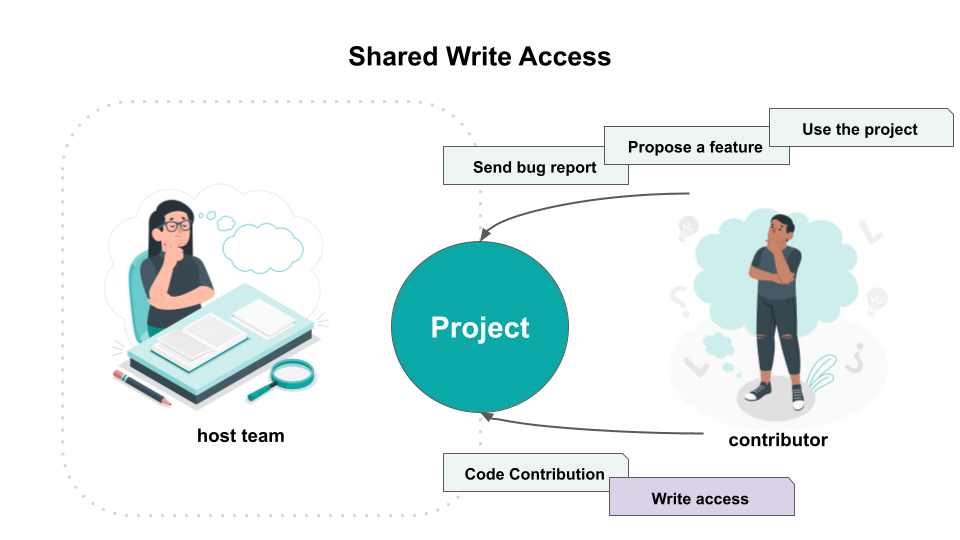 Shared Write Access
Use the project
Propose a feature
Send bug report
Project
host team
contributor
Code Contribution
Write access